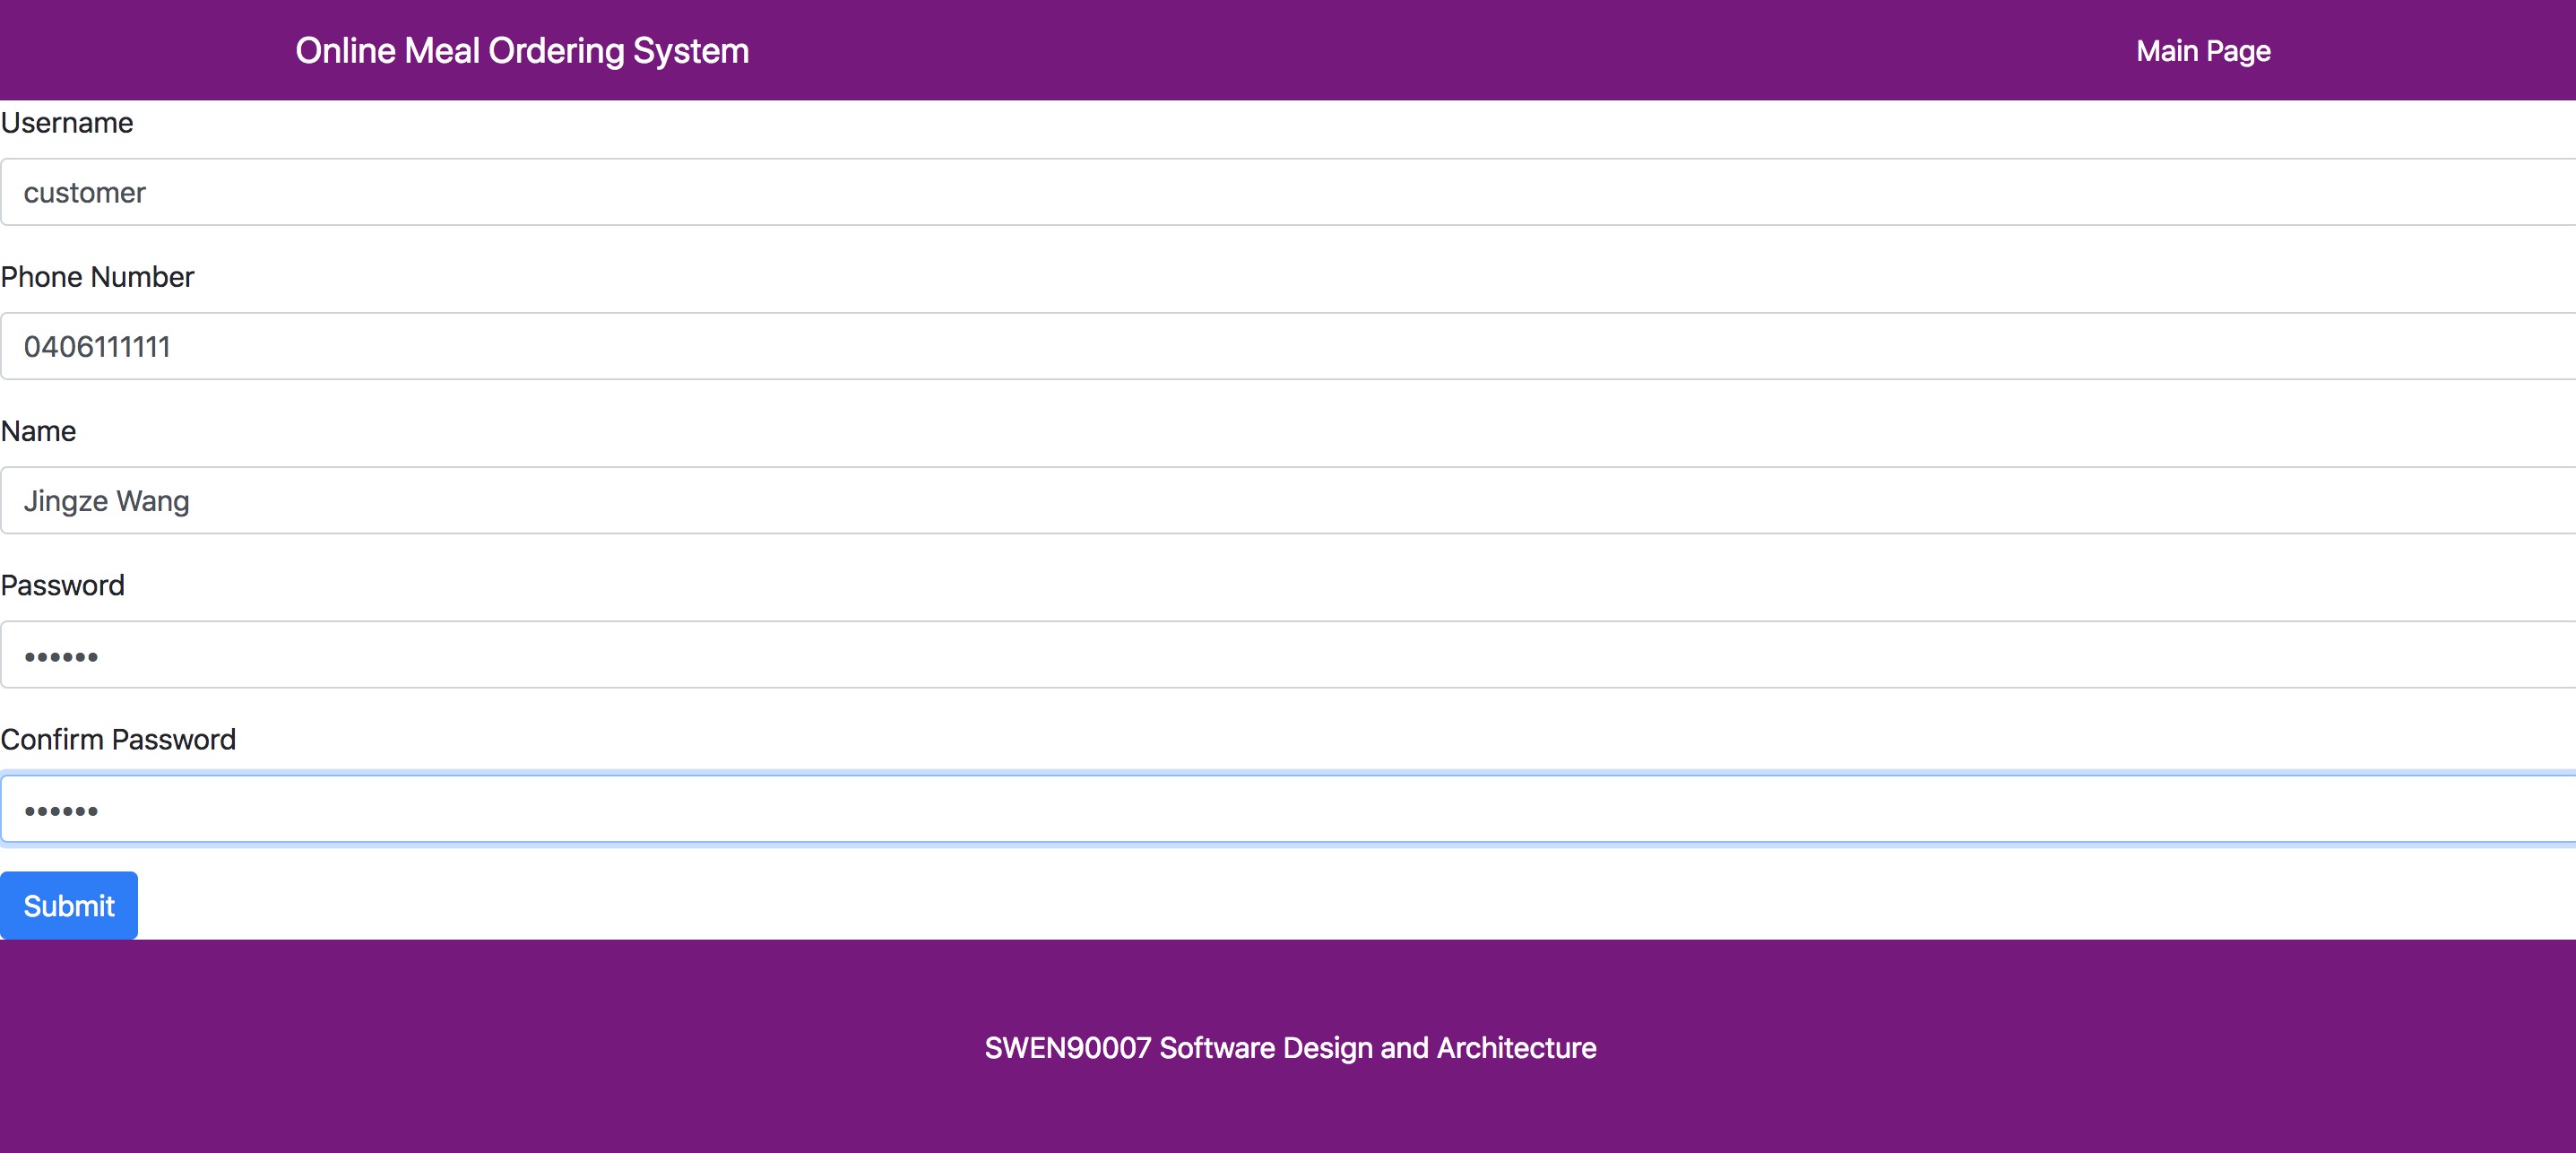 Online Meal Ordering System Main Page
Username
customer
Phone Number
0406111111
Name
Jingze Wang
Password
••••••
Confirm Password
••••••
Submit
SWEN90007 Software Design and Architecture